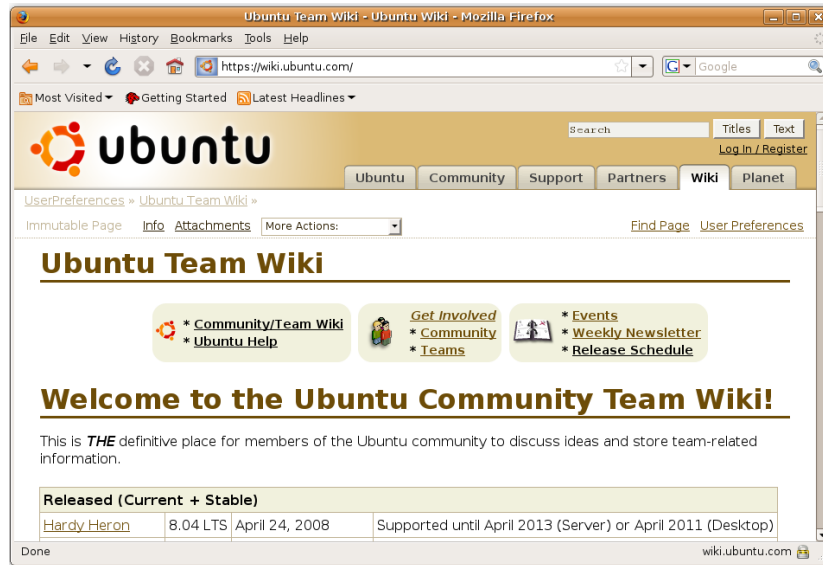 Ubuntu Team Wiki - Ubuntu Wiki - Mozilla Firefox
File Edit View History Bookmarks Tools Help
https://wiki.ubuntu.com/ G Google
Most Visited Getting Started Latest Headlines
ubuntu
Search Titles Text
Log In / Register
Ubuntu Community Support Partners Wiki Planet
UserPreferences » Ubuntu Team Wiki »
Immutable Page Info Attachments More Actions: Find Page User Preferences
Ubuntu Team Wiki
* Community/Team Wiki
* Ubuntu Help
Get Involved
* Community
* Teams
* Events
* Weekly Newsletter
* Release Schedule
Welcome to the Ubuntu Community Team Wiki!
This is THE definitive place for members of the Ubuntu community to discuss ideas and store team-related
information.
Released (Current + Stable)
Hardy Heron 8.04 LTS April 24, 2008 Supported until April 2013 (Server) or April 2011 (Desktop)
Done wiki.ubuntu.com